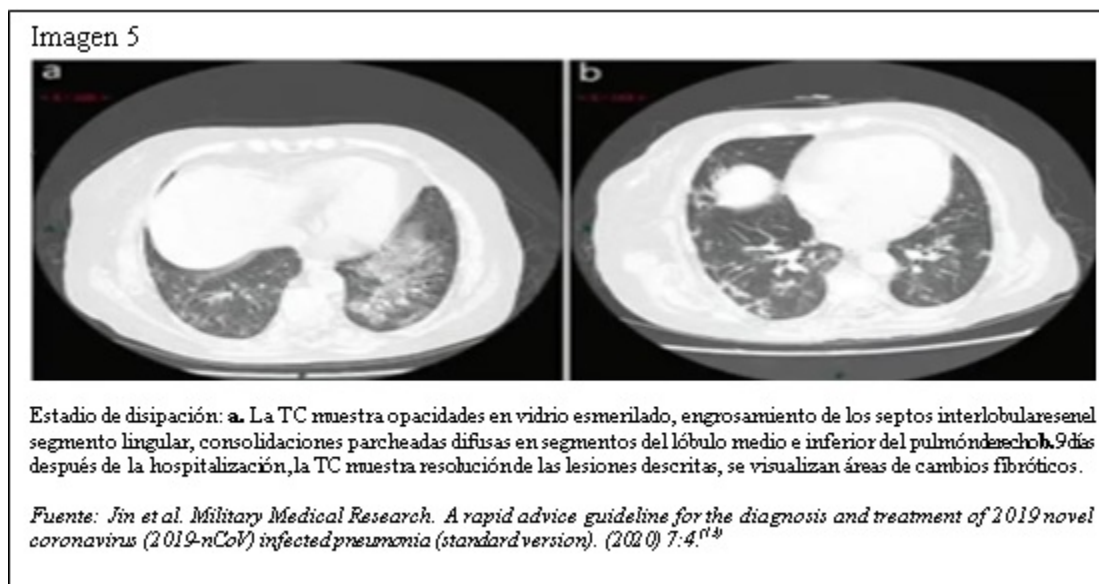 Imagen 5
a
b
Estadio de disipación: a. La TC muestra opacidades en vidrio esmerilado, engrosamiento de los septos interlobularesenel
segmento lingular, consolidaciones parcheadas difusas en segmentos del lóbulo medio e inferior del pulmónderechob.9días
después de la hospitalización,la TC muestra resolución de las lesiones descritas, se visualizan áreas de cambios fibróticos.
Fuente: Jin et al. Military Medical Research. A rapid advice guideline for the diagnosis and treatment of 2019 novel
coronavirus (2019-nCoV) infected pneumonia (standard version). (2020) 7:4.